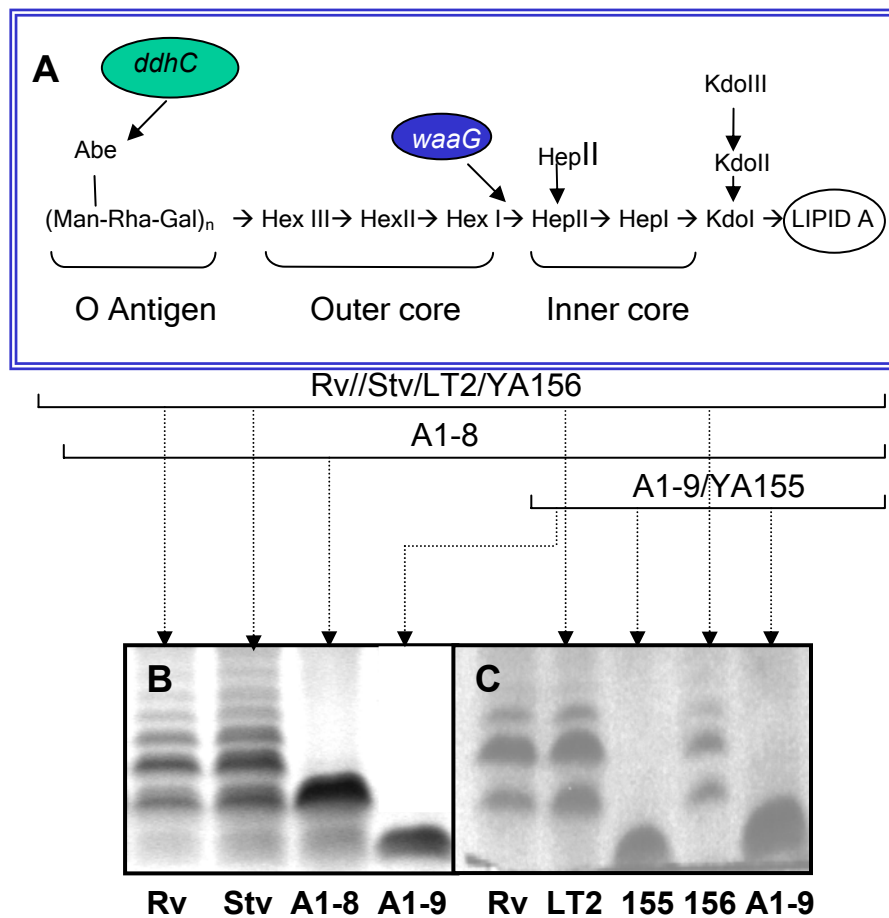 A
ddhC
KdoIII
waaG
Abe
HepII
KdoII
(Man-Rha-Gal)n → Hex III→ HexII→ Hex I→ HepII→ HepI → KdoI →LIPID A
O Antigen Outer core Inner core
Rv//Stv/LT2/YA156
A1-8
A1-9/YA155
B C
Rv Stv A1-8 A1-9 Rv LT2 155 156 A1-9